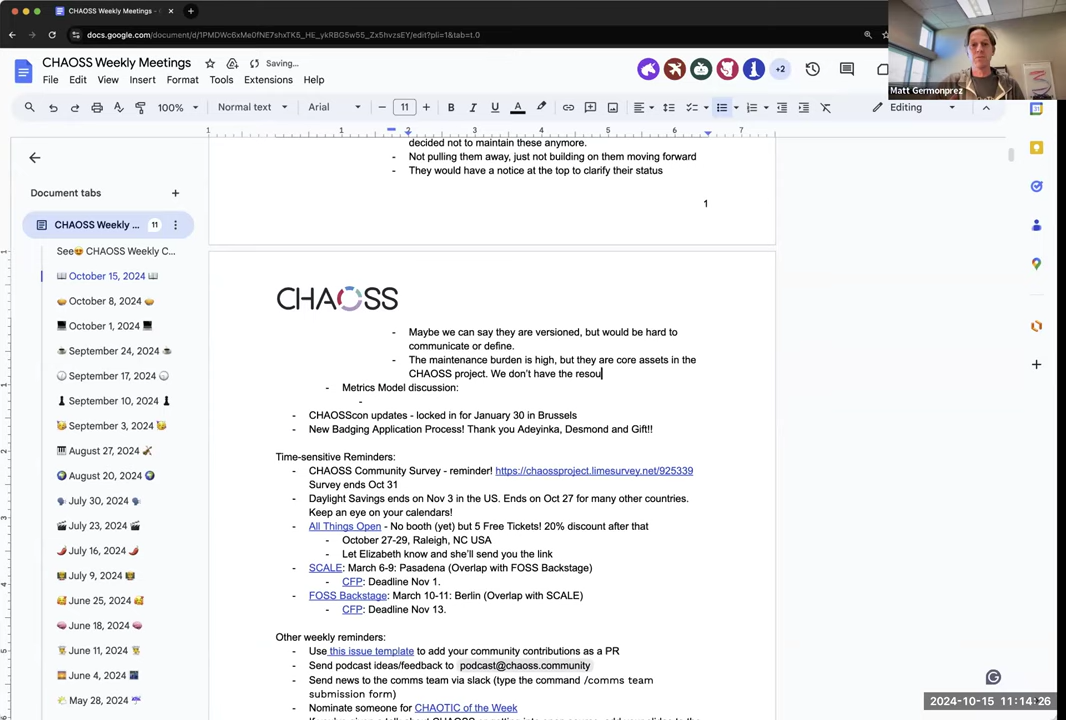 CHAOSS Weekly Meetings -
docs.google.com/document/d/1PMDWc6xMe0fNE7shxTK5_HE_ykRBG5w55_Zx5hvzsEY/edit?pli=1&tab=t.0
CHAOSS Weekly Meetings
Saving...
File Edit View Insert Format Tools Extensions Help
+2
Matt Germonprez
100% Normal text Arial 11 B I U A Editing
1 1 2 3 4 5 6 7
Document tabs
CHAOSS Weekly ... 11
See CHAOSS Weekly C...
October 15, 2024
October 8, 2024
October 1, 2024
September 24, 2024
September 17, 2024
September 10, 2024
September 3, 2024
August 27, 2024
August 20, 2024
July 30, 2024
July 23, 2024
July 16, 2024
July 9, 2024
June 25, 2024
June 18, 2024
June 11, 2024
June 4, 2024
May 28, 2024
decided not to maintain these anymore.
- Not pulling them away, just not building on them moving forward
- They would have a notice at the top to clarify their status
1
CHAOSS
- Maybe we can say they are versioned, but would be hard to
communicate or define.
- The maintenance burden is high, but they are core assets in the
CHAOSS project. We don't have the resou
- Metrics Model discussion:
-
- CHAOSScon updates - locked in for January 30 in Brussels
- New Badging Application Process! Thank you Adeyinka, Desmond and Gift!!
Time-sensitive Reminders:
- CHAOSS Community Survey - reminder! https://chaossproject.limesurvey.net/925339
Survey ends Oct 31
- Daylight Savings ends on Nov 3 in the US. Ends on Oct 27 for many other countries.
Keep an eye on your calendars!
- All Things Open - No booth (yet) but 5 Free Tickets! 20% discount after that
- October 27-29, Raleigh, NC USA
- Let Elizabeth know and she'll send you the link
- SCALE: March 6-9: Pasadena (Overlap with FOSS Backstage)
- CFP: Deadline Nov 1.
- FOSS Backstage: March 10-11: Berlin (Overlap with SCALE)
- CFP: Deadline Nov 13.
Other weekly reminders:
- Use this issue template to add your community contributions as a PR
- Send podcast ideas/feedback to podcast@chaoss.community
- Send news to the comms team via slack (type the command /comms team
submission form)
- Nominate someone for CHAOTIC of the Week
2024-10-15 11:14:26